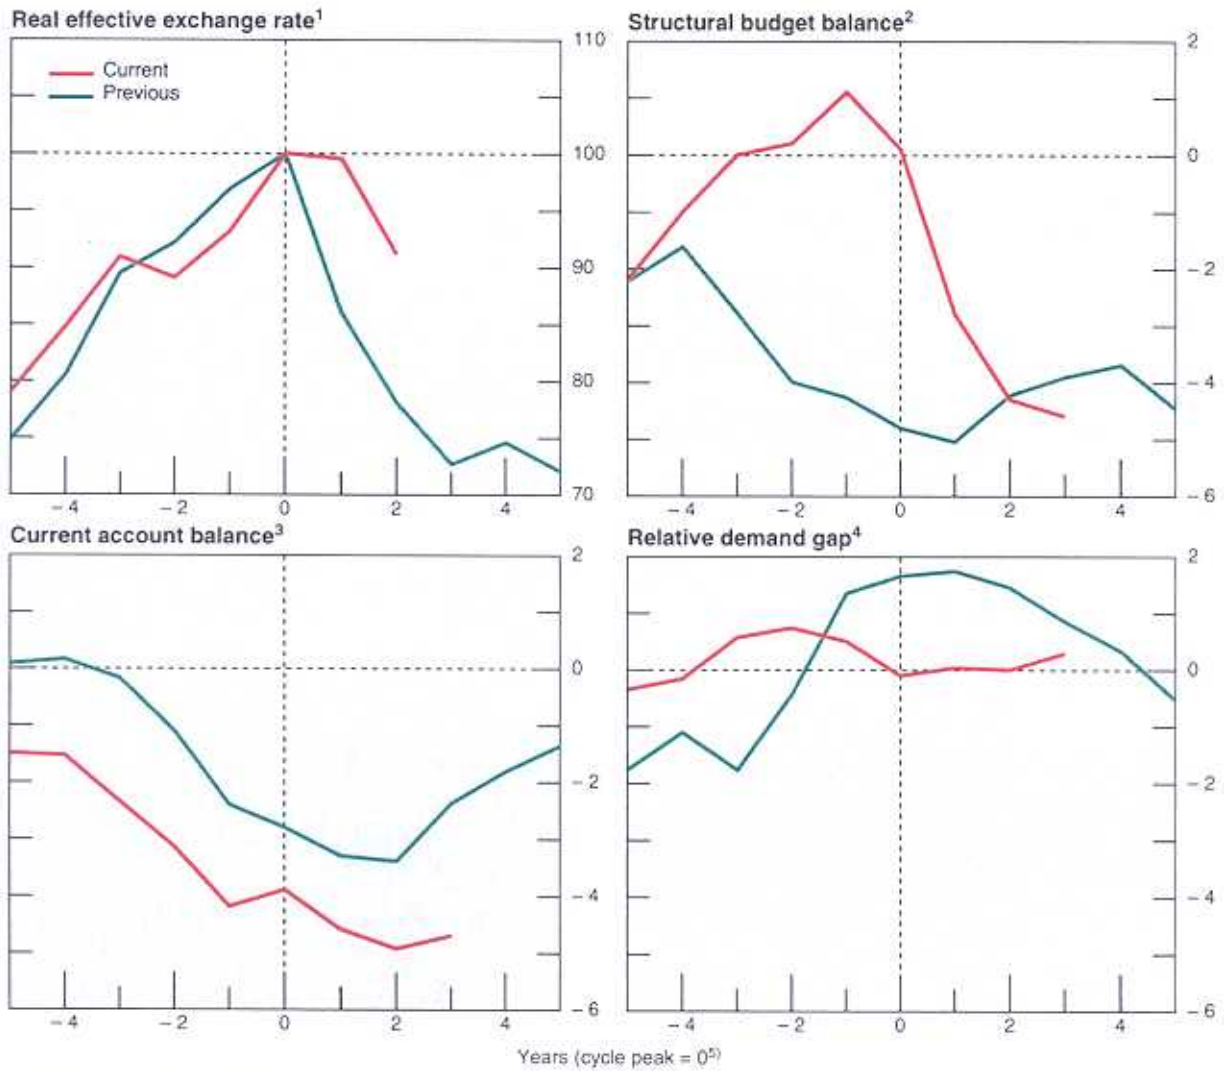 Real effective exchange rate¹
Current
Previous
110
100
90
80
70
−4 −2 0 2 4
Structural budget balance²
2
0
−2
−4
−6
−4 −2 0 2 4
Current account balance³
2
0
−2
−4
−6
−4 −2 0 2 4
Relative demand gap⁴
2
0
−2
−4
−6
−4 −2 0 2 4
Years (cycle peak = 0⁵⁾